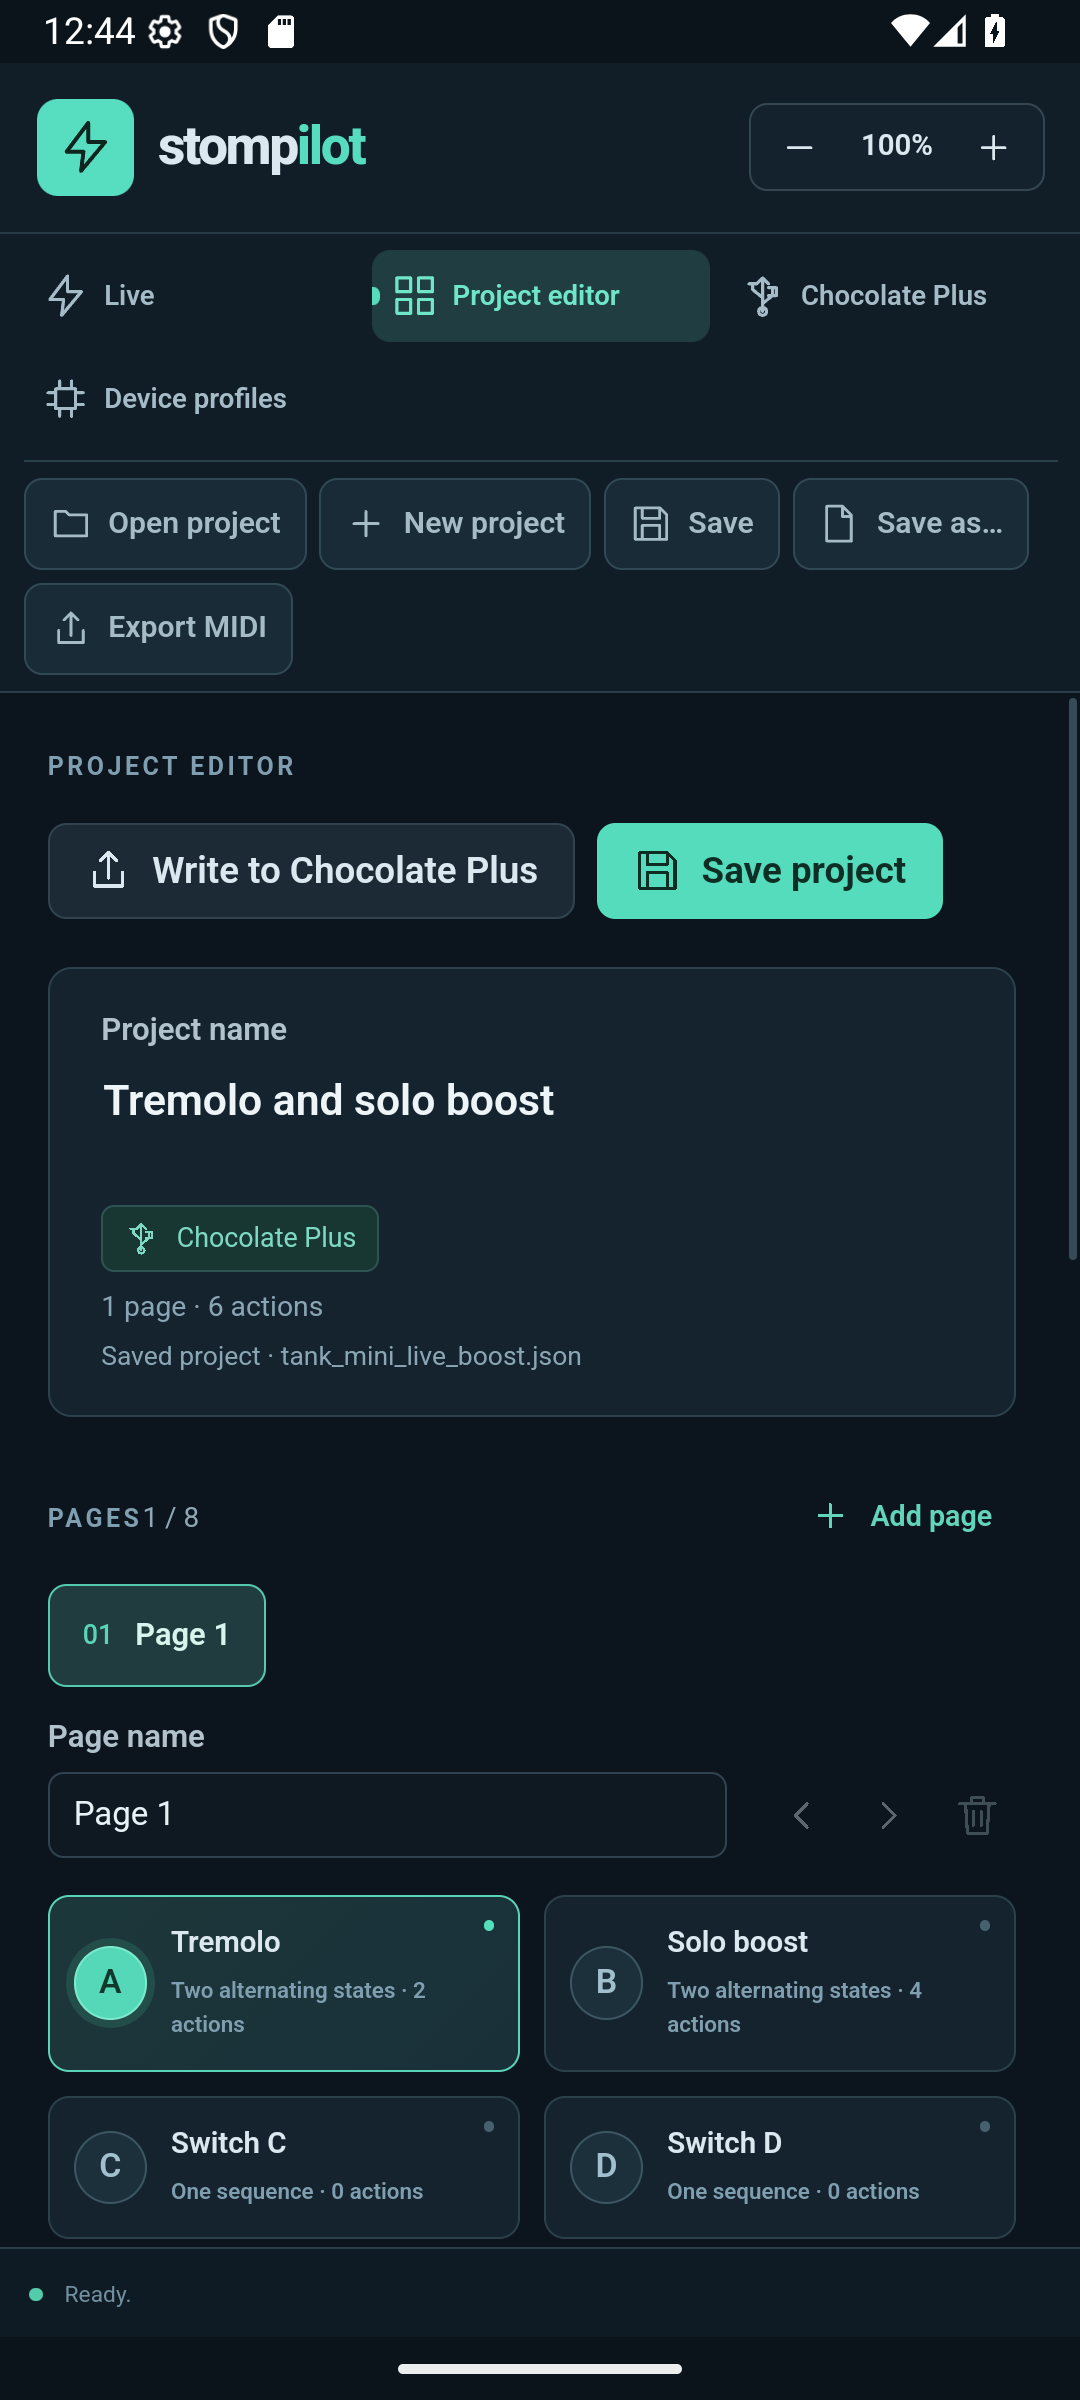 12:44
stompilot
100%
Live
Project editor
Chocolate Plus
Device profiles
Open project
New project
Save
Save as…
Export MIDI
PROJECT EDITOR
Write to Chocolate Plus
Save project
Project name
Tremolo and solo boost
Chocolate Plus
1 page · 6 actions
Saved project · tank_mini_live_boost.json
PAGES 1 / 8
Add page
01 Page 1
Page name
Page 1
A
Tremolo
Two alternating states · 2
actions
B
Solo boost
Two alternating states · 4
actions
C
Switch C
One sequence · 0 actions
D
Switch D
One sequence · 0 actions
Ready.